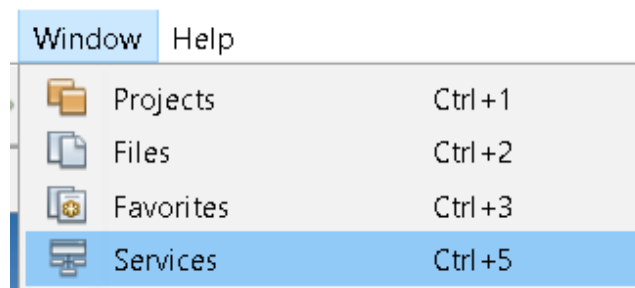 Window Help
Projects Ctrl+1
Files Ctrl+2
Favorites Ctrl+3
Services Ctrl+5